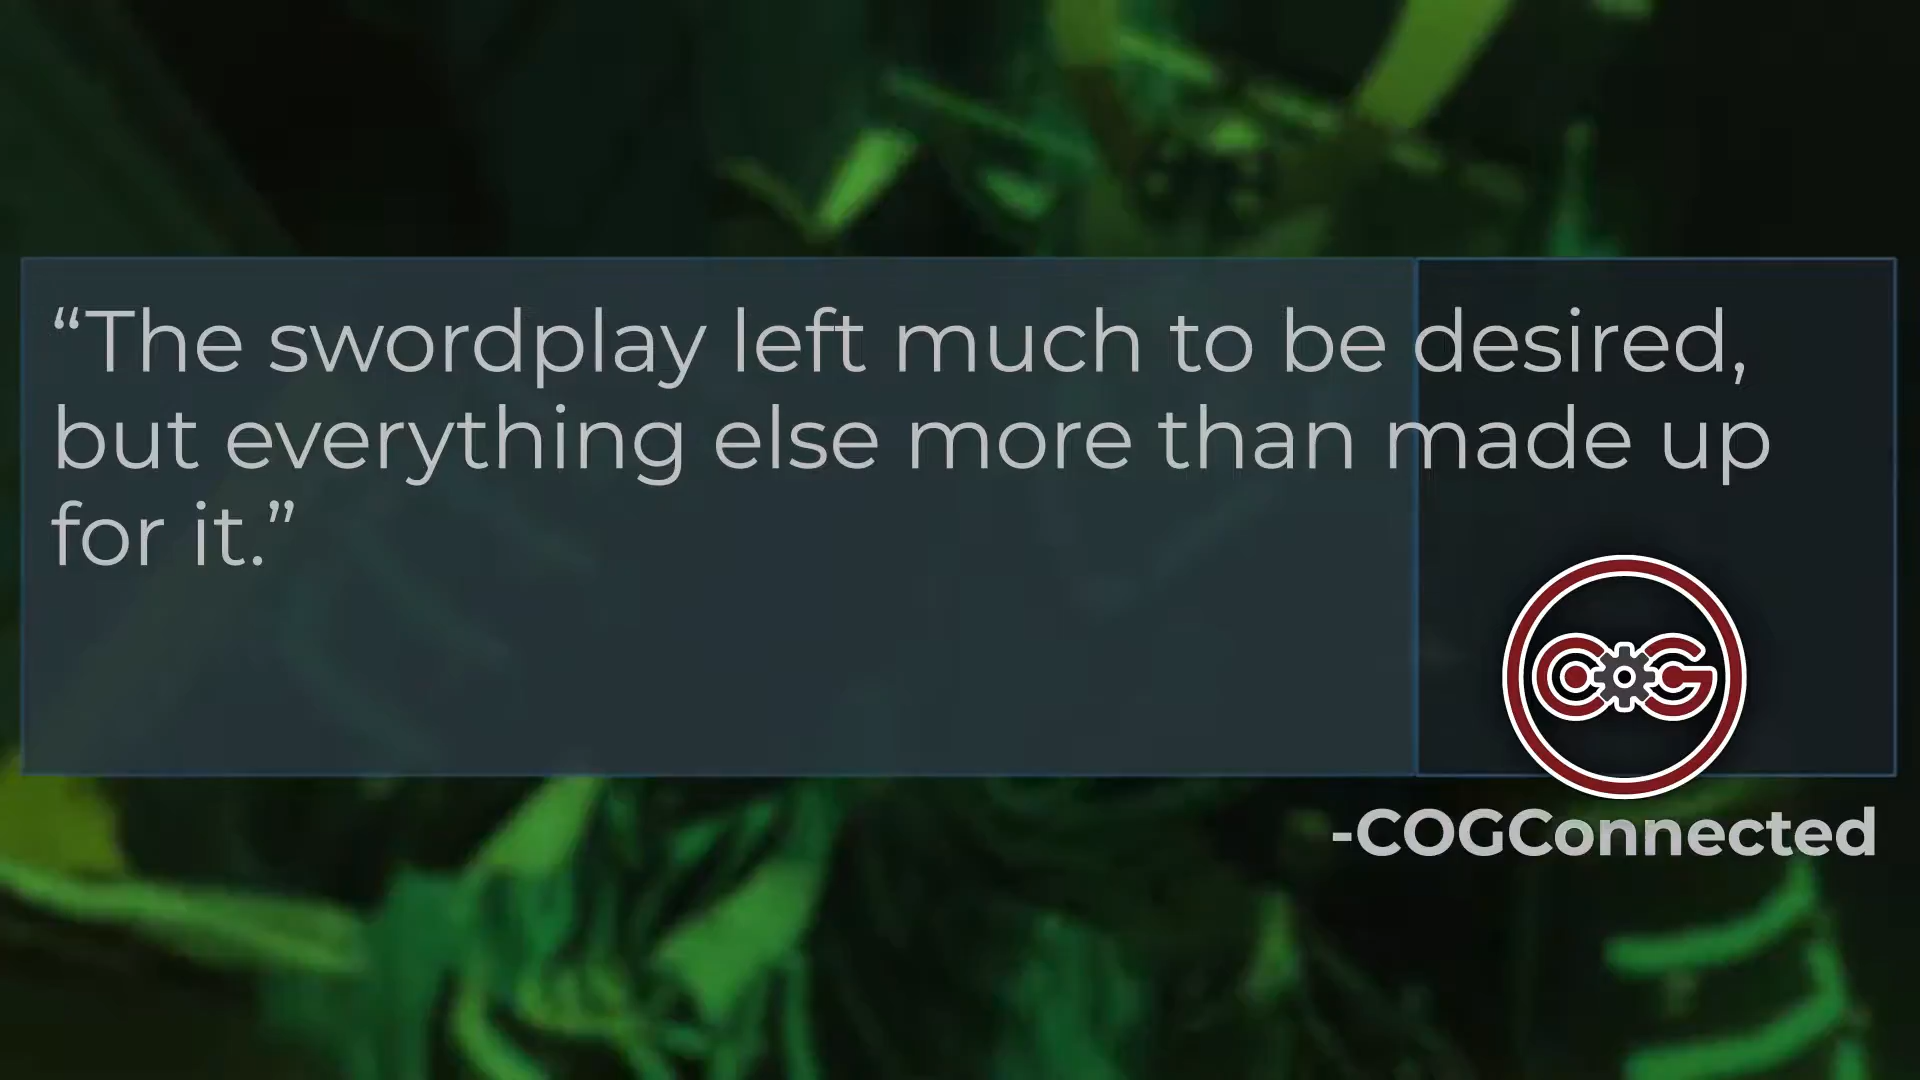 “The swordplay left much to be desired,
but everything else more than made up
for it.”
COG
-COGConnected